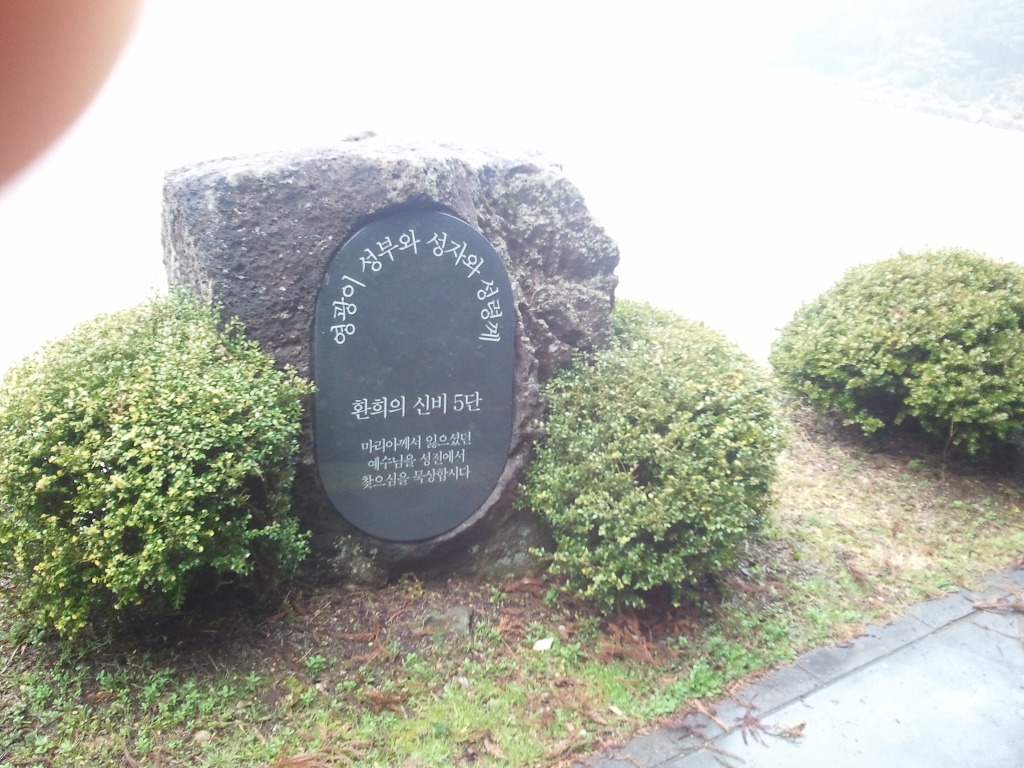 영광이 성부와 성자와 성령께
환희의 신비 5단
마리아께서 잃으셨던
예수님을 성전에서
찾으심을 묵상합시다